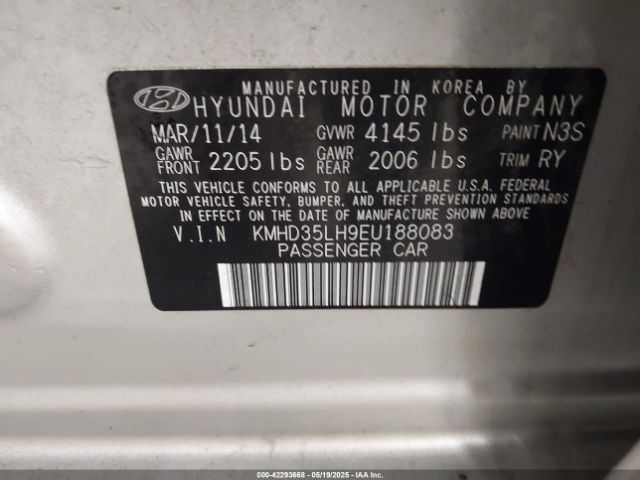 MANUFACTURED IN KOREA BY
HYUNDAI MOTOR COMPANY
MAR/11/14 GVWR 4145 lbs PAINT N3S
GAWR FRONT 2205 lbs GAWR REAR 2006 lbs TRIM RY
THIS VEHICLE CONFORMS TO ALL APPLICABLE U.S.A. FEDERAL
MOTOR VEHICLE SAFETY, BUMPER, AND THEFT PREVENTION STANDARDS
IN EFFECT ON THE DATE OF MANUFACTURE SHOWN ABOVE
V.I.N KMHD35LH9EU188083
PASSENGER CAR
000-42293668 - 05/19/2025 - IAA Inc.